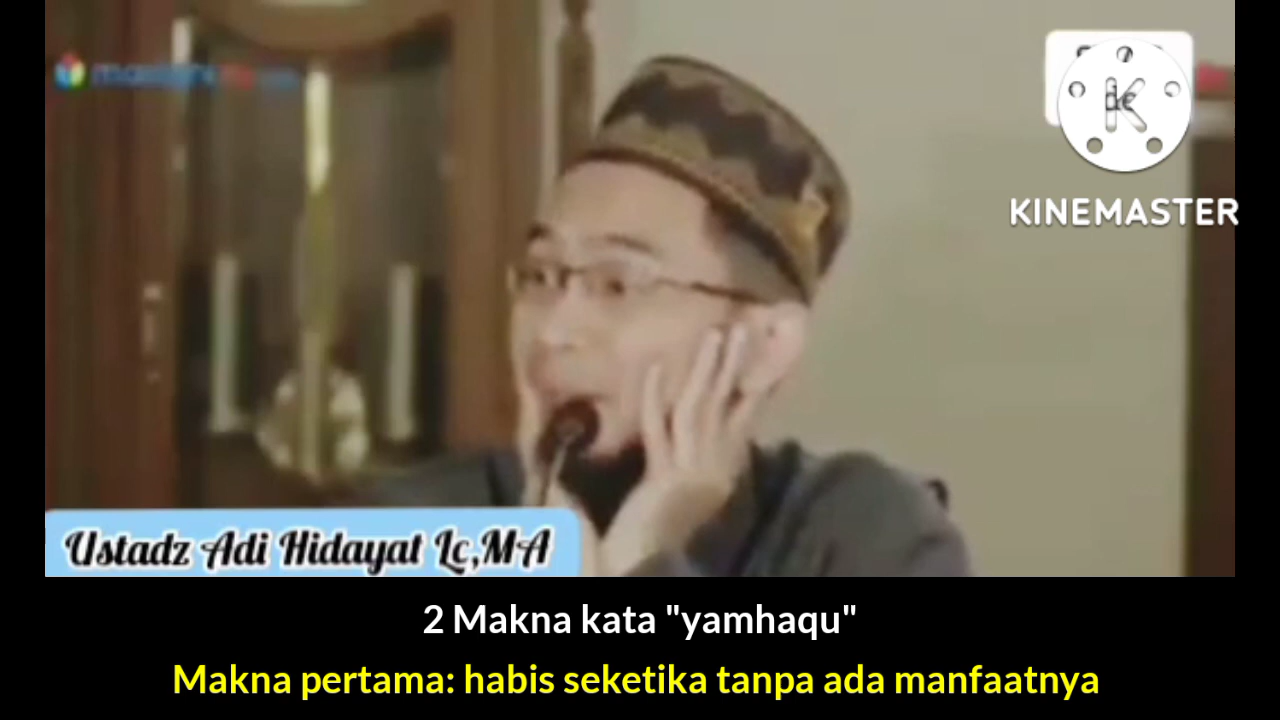 KINEMASTER
Ustadz Adi Hidayat Lc,MA
2 Makna kata "yamhaqu"
Makna pertama: habis seketika tanpa ada manfaatnya